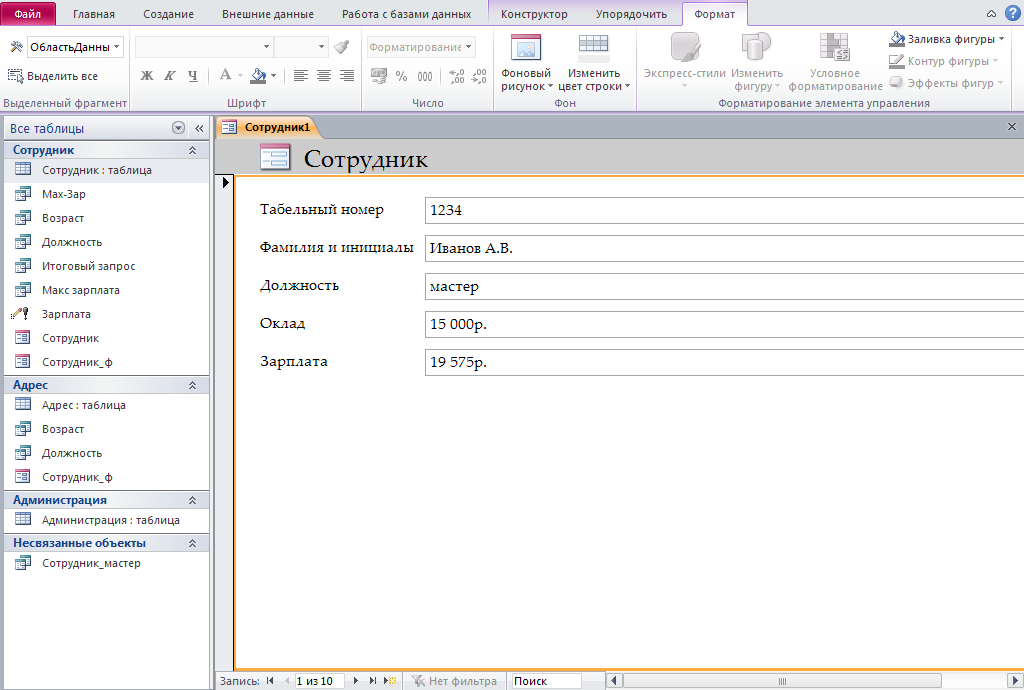 Файл Главная Создание Внешние данные Работа с базами данных Конструктор Упорядочить Формат
ОбластьДанны
Выделить все
Выделенный фрагмент
Ж К Ч A
Шрифт
Форматирование
% 000 ,00 ,00
Число
Фоновый рисунок
Изменить цвет строки
Фон
Экспресс-стили
Изменить фигуру
Условное форматирование
Заливка фигуры
Контур фигуры
Эффекты фигур
Форматирование элемента управления
Все таблицы
Сотрудник
Сотрудник : таблица
Max-Зар
Возраст
Должность
Итоговый запрос
Макс зарплата
Зарплата
Сотрудник
Сотрудник_ф
Адрес
Адрес : таблица
Возраст
Должность
Сотрудник_ф
Администрация
Администрация : таблица
Несвязанные объекты
Сотрудник_мастер
Сотрудник1
Сотрудник
Табельный номер 1234
Фамилия и инициалы Иванов А.В.
Должность мастер
Оклад 15 000р.
Зарплата 19 575р.
Запись: 1 из 10 Нет фильтра Поиск